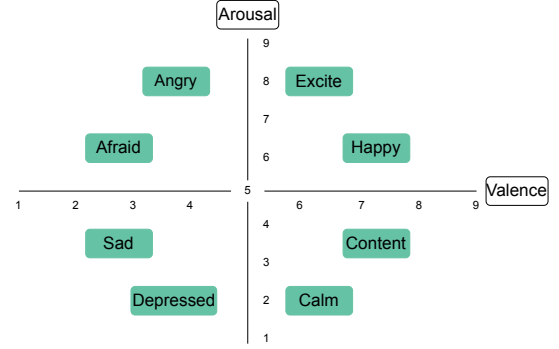 Arousal
9
Angry
8
Excite
7
Afraid
6
Happy
5
Valence
1
2
3
4
6
7
8
9
4
Sad
Content
3
Depressed
2
Calm
1